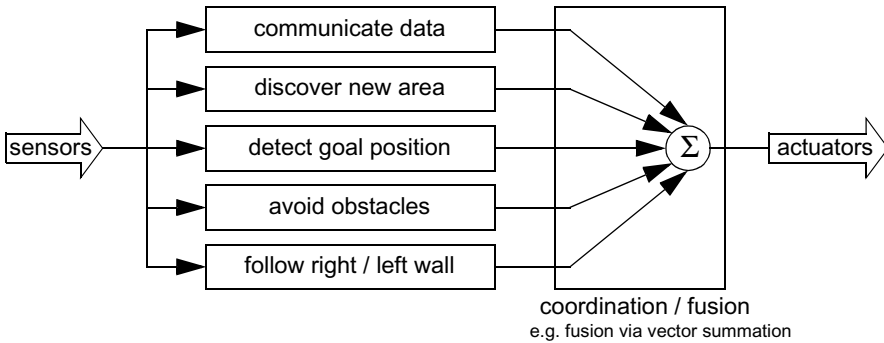 communicate data
discover new area
sensors
detect goal position
Σ
actuators
avoid obstacles
follow right / left wall
coordination / fusion
e.g. fusion via vector summation